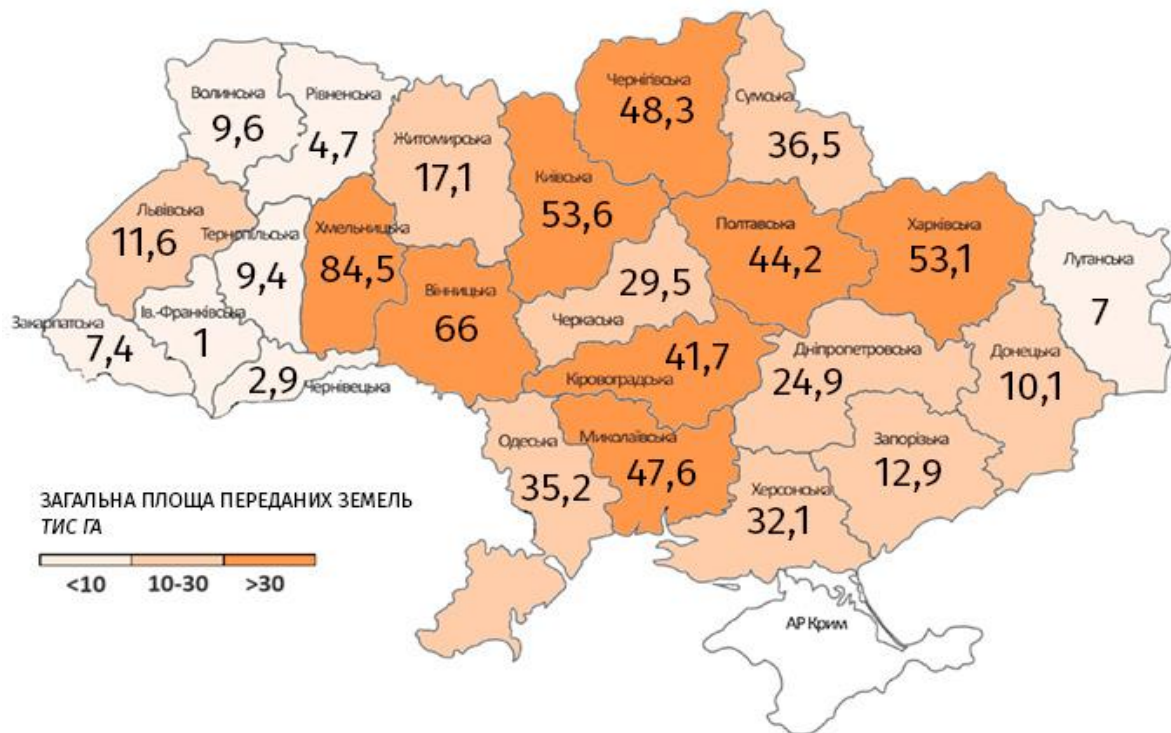 Волинська
9,6
Рівненська
4,7
Житомирська
17,1
Київська
53,6
Чернігівська
48,3
Сумська
36,5
Львівська
11,6
Тернопільська
9,4
Хмельницька
84,5
Вінницька
66
29,5
Черкаська
Полтавська
44,2
Харківська
53,1
Луганська
7
Закарпатська
7,4
Ів.-Франківська
1
2,9
Чернівецька
41,7
Кіровоградська
Дніпропетровська
24,9
Донецька
10,1
Одеська
35,2
Миколаївська
47,6
Запорізька
12,9
Херсонська
32,1
АР Крим
ЗАГАЛЬНА ПЛОЩА ПЕРЕДАНИХ ЗЕМЕЛЬ
ТИС ГА
<10 10-30 >30